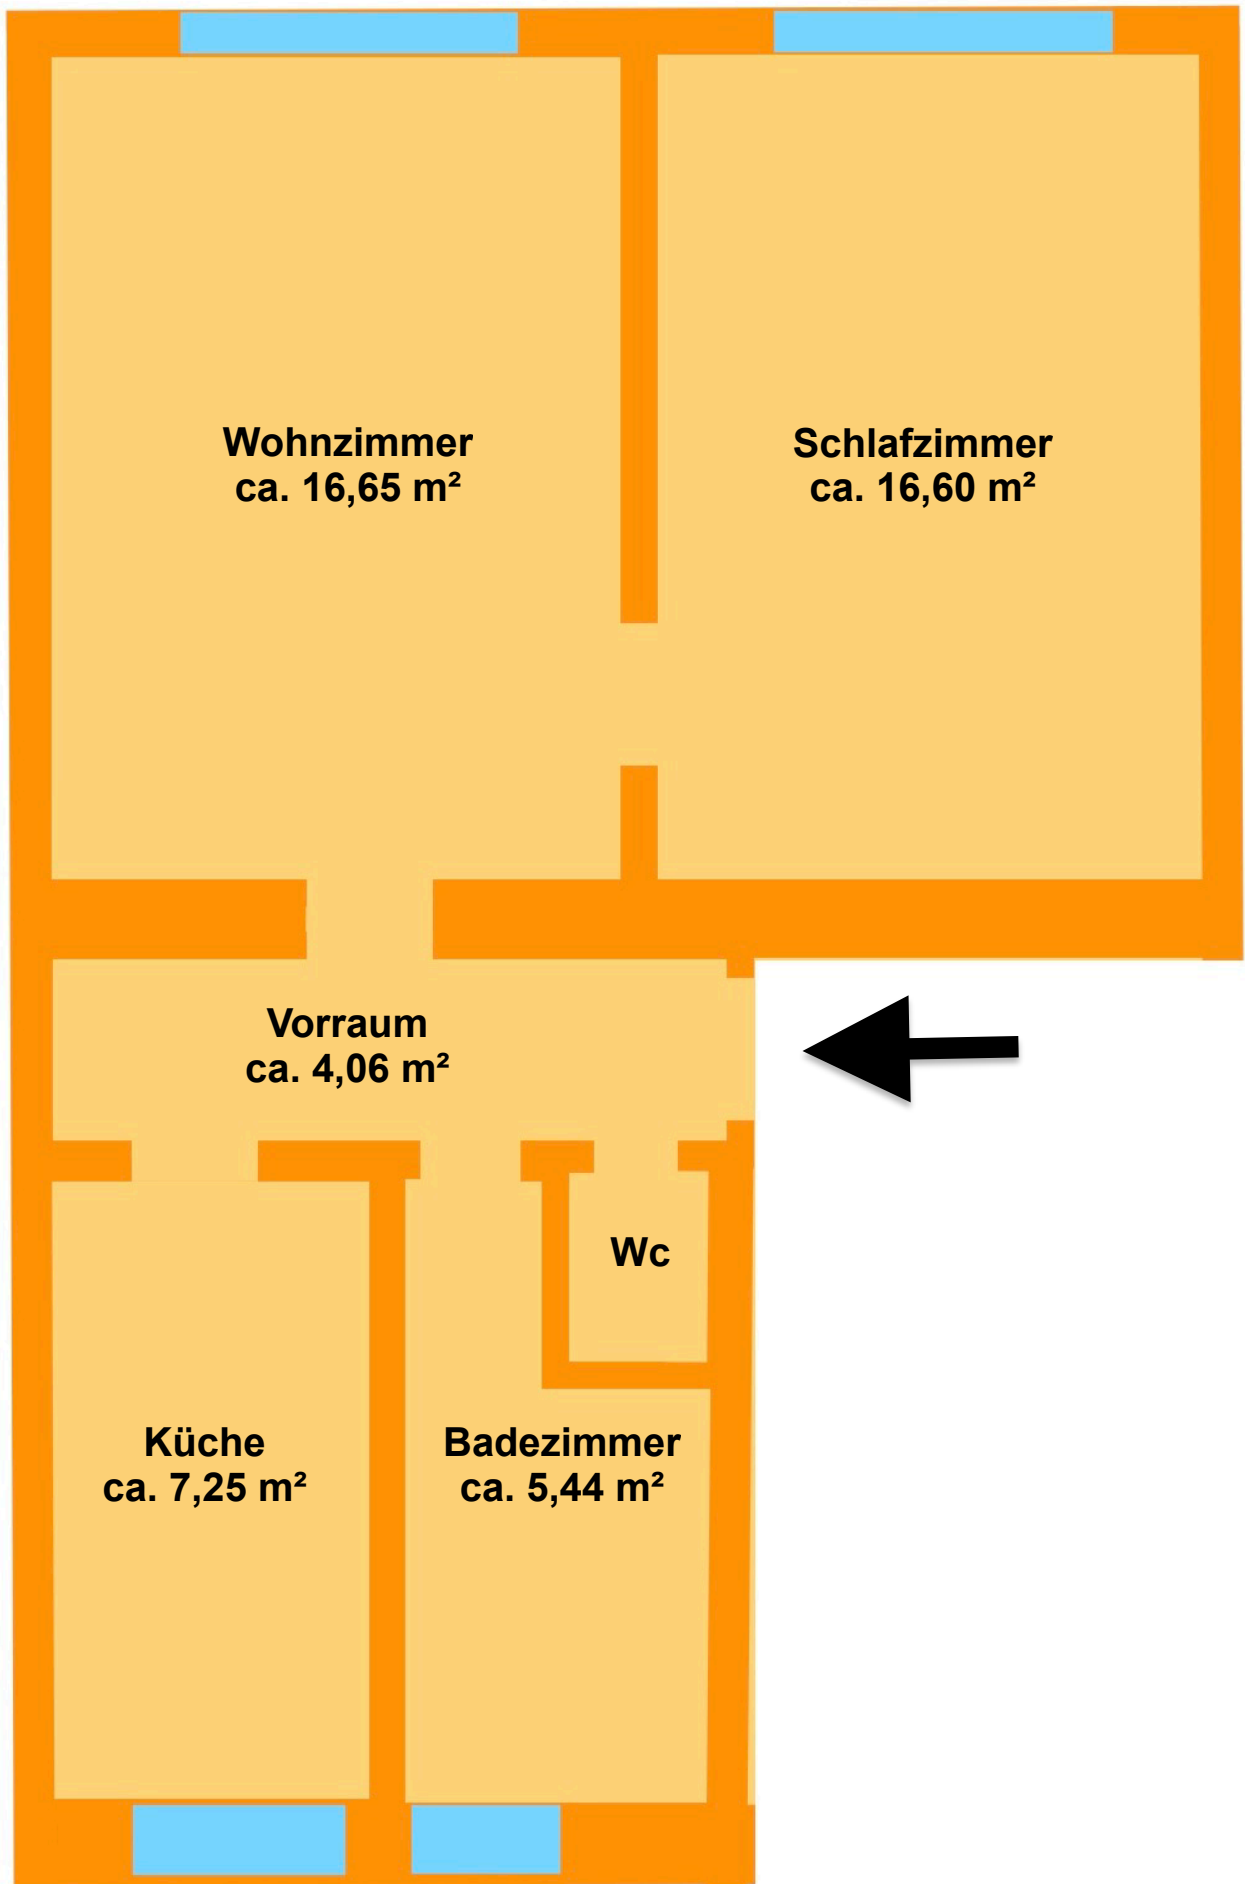 Wohnzimmer
ca. 16,65 m²
Schlafzimmer
ca. 16,60 m²
Vorraum
ca. 4,06 m²
Wc
Küche
ca. 7,25 m²
Badezimmer
ca. 5,44 m²